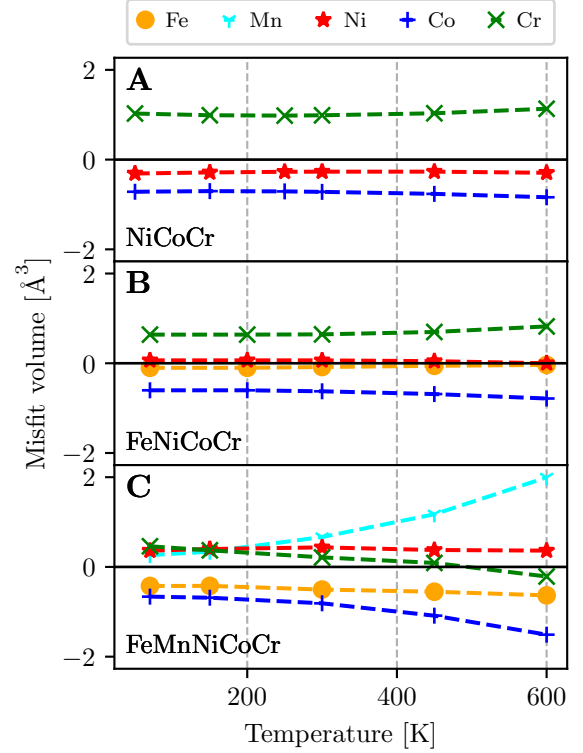 Fe Mn Ni Co Cr
A
2
0
−2
NiCoCr
B
2
0
−2
FeNiCoCr
C
2
0
−2
FeMnNiCoCr
Misfit volume [Å³]
200 400 600
Temperature [K]